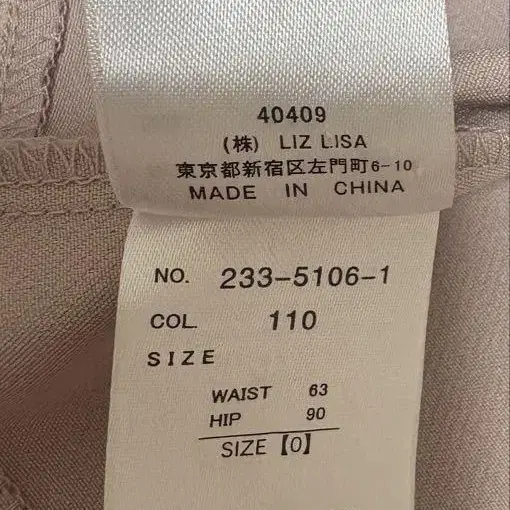 40409
(株) LIZ LISA
東京都新宿区左門町6-10
MADE IN CHINA
NO. 233-5106-1
COL. 110
SIZE
WAIST 63
HIP 90
SIZE【0】